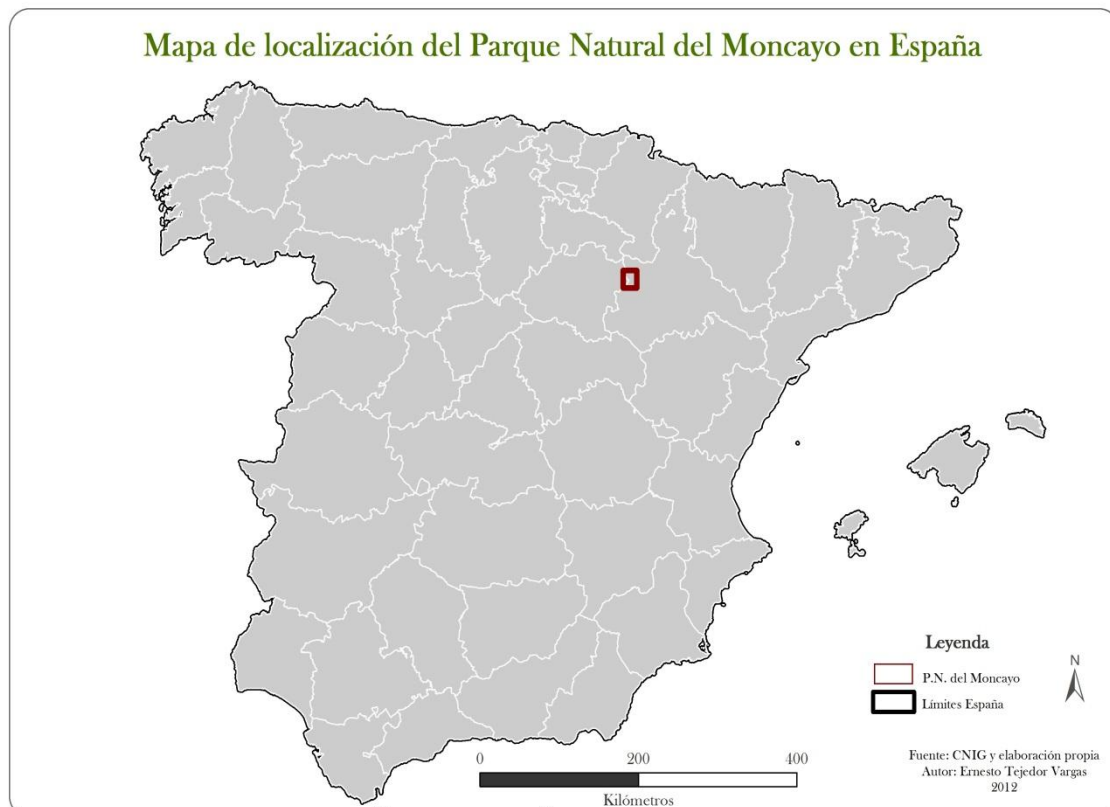 Mapa de localización del Parque Natural del Moncayo en España
Leyenda
P.N. del Moncayo
Límites España
N
0 200 400
Kilómetros
Fuente: CNIG y elaboración propia
Autor: Ernesto Tejedor Vargas
2012